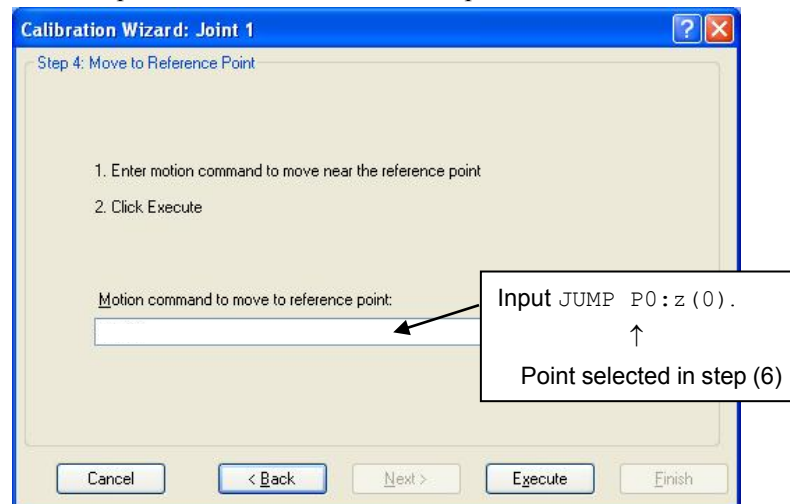 Calibration Wizard: Joint 1
Step 4: Move to Reference Point
1. Enter motion command to move near the reference point
2. Click Execute
Motion command to move to reference point:
Input JUMP P0:z(0).
↑
Point selected in step (6)
Cancel
< Back
Next >
Execute
Finish